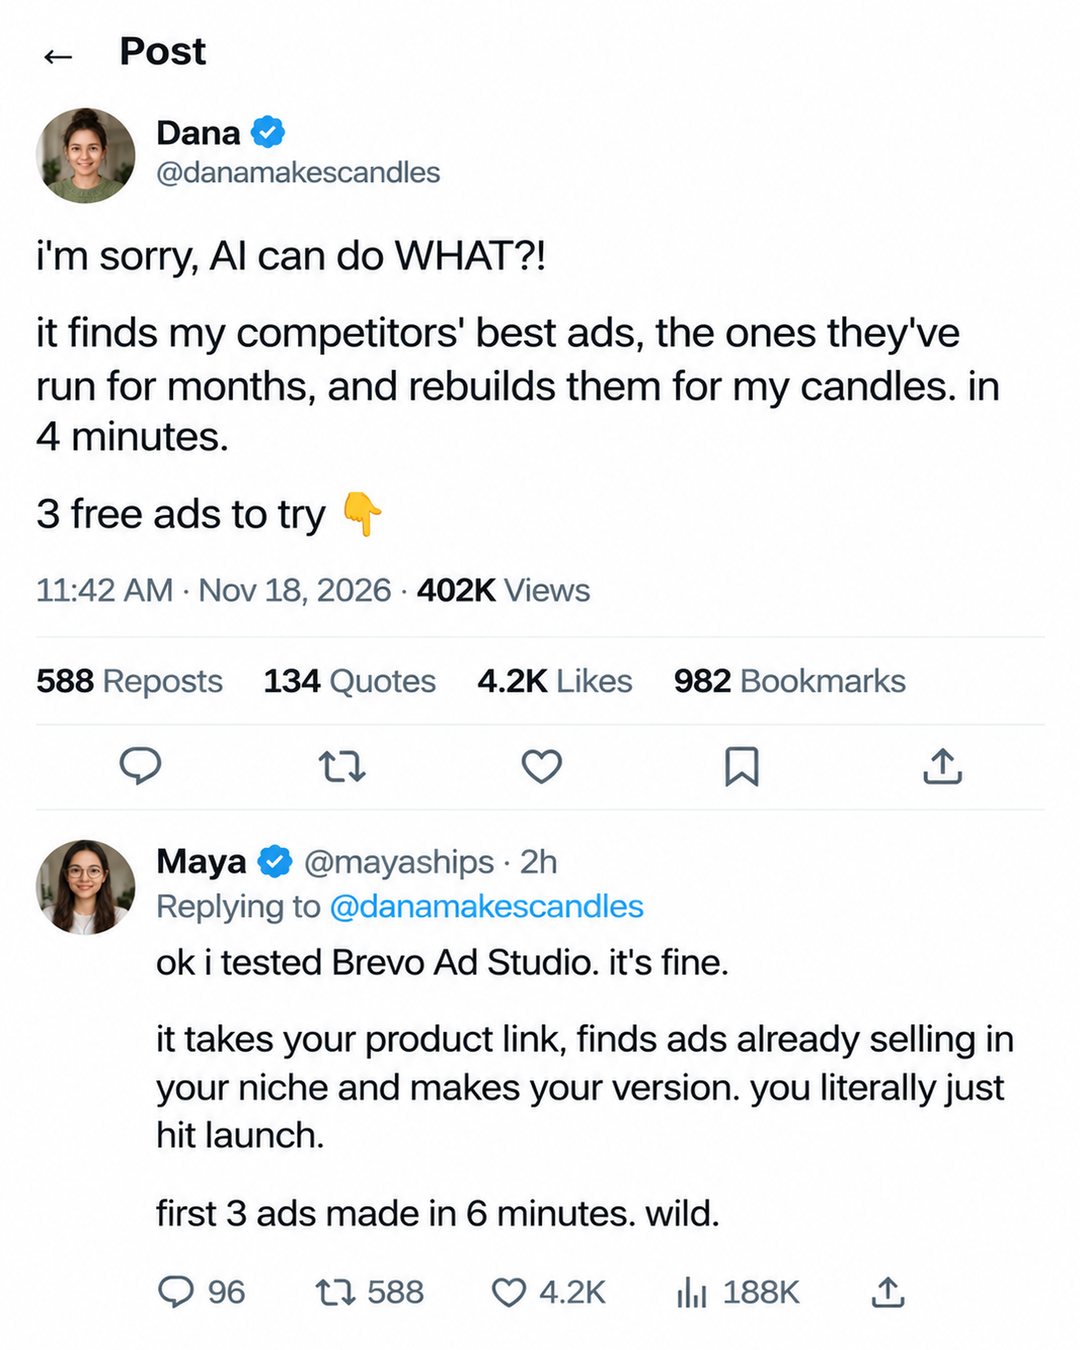 ← Post
Dana
@danamakescandles
i'm sorry, AI can do WHAT?!
it finds my competitors' best ads, the ones they've
run for months, and rebuilds them for my candles. in
4 minutes.
3 free ads to try 👇
11:42 AM · Nov 18, 2026 · 402K Views
588 Reposts 134 Quotes 4.2K Likes 982 Bookmarks
Maya @mayaships · 2h
Replying to @danamakescandles
ok i tested Brevo Ad Studio. it's fine.
it takes your product link, finds ads already selling in
your niche and makes your version. you literally just
hit launch.
first 3 ads made in 6 minutes. wild.
96 588 4.2K 188K